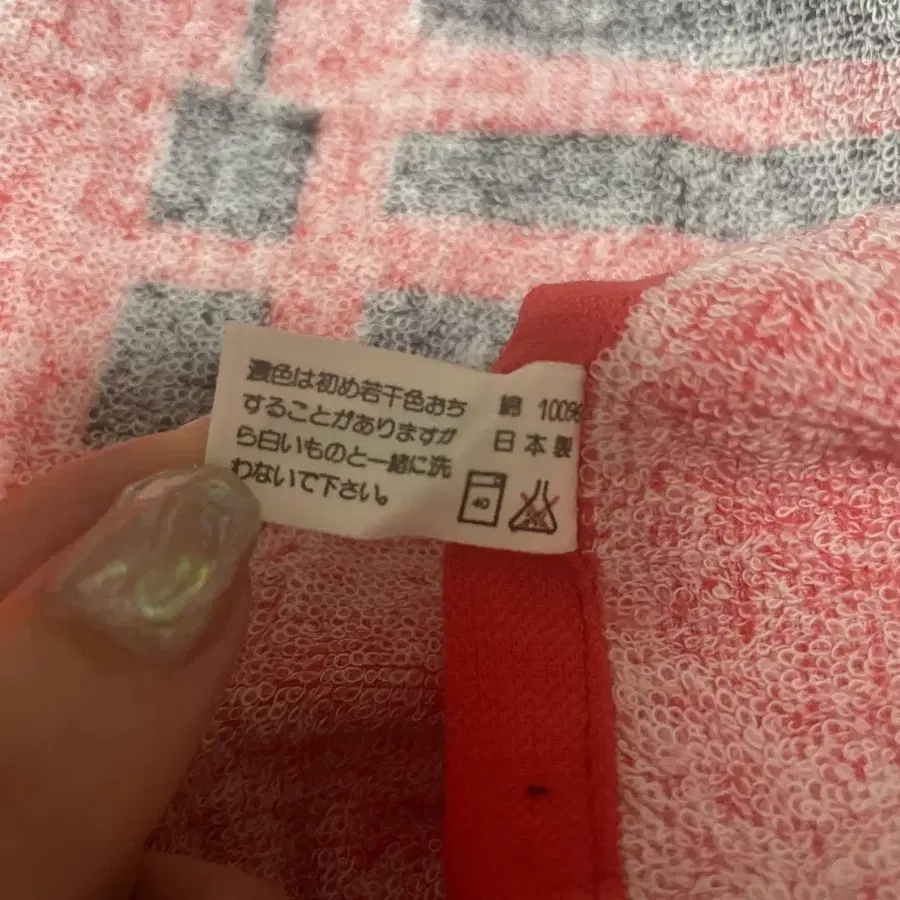 濃色は初め若干色おち
することがありますが
ら白いものと一緒に洗
わないで下さい。
綿 100%
日本製
40